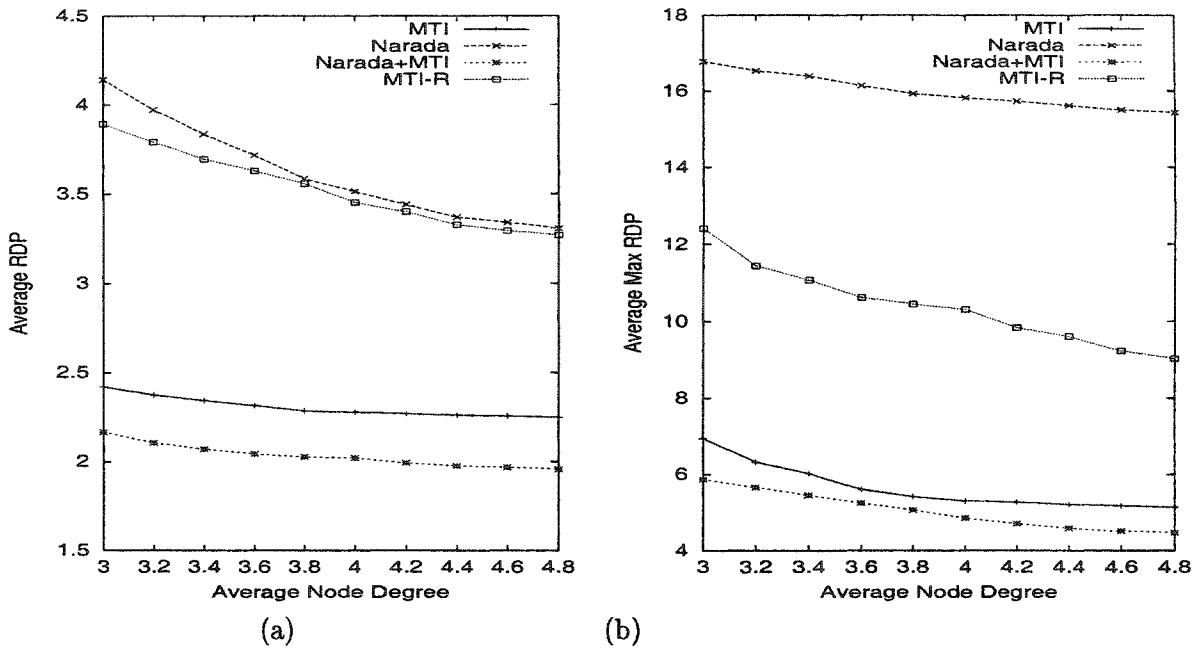 4.5
4
3.5
3
2.5
2
1.5
Average RDP
MTI
Narada
Narada+MTI
MTI-R
3 3.2 3.4 3.6 3.8 4 4.2 4.4 4.6 4.8
Average Node Degree
(a)
18
16
14
12
10
8
6
4
Average Max RDP
MTI
Narada
Narada+MTI
MTI-R
3 3.2 3.4 3.6 3.8 4 4.2 4.4 4.6 4.8
Average Node Degree
(b)